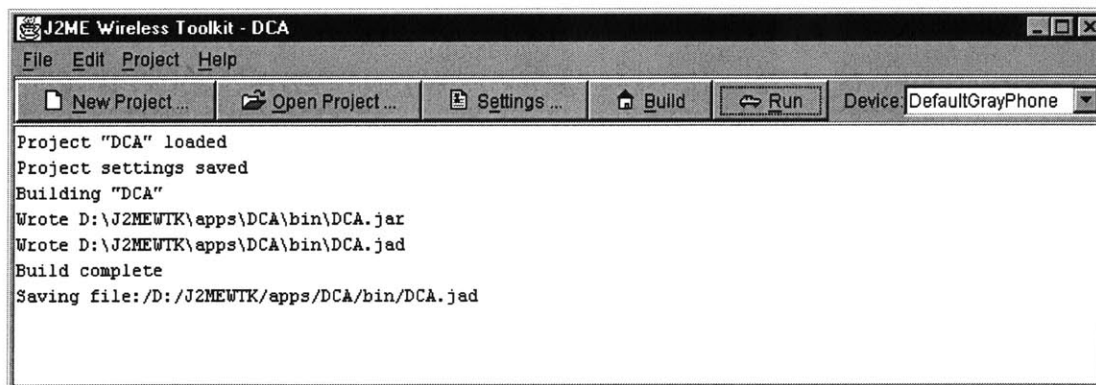 J2ME Wireless Toolkit - DCA
File Edit Project Help
New Project ... Open Project ... Settings ... Build Run Device: DefaultGrayPhone
Project "DCA" loaded
Project settings saved
Building "DCA"
Wrote D:\J2MEWTK\apps\DCA\bin\DCA.jar
Wrote D:\J2MEWTK\apps\DCA\bin\DCA.jad
Build complete
Saving file:/D:/J2MEWTK/apps/DCA/bin/DCA.jad